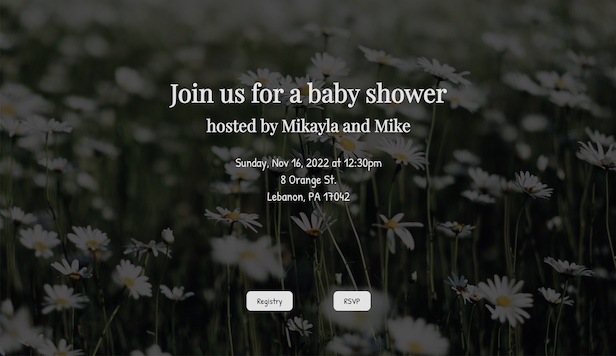 Join us for a baby shower
hosted by Mikayla and Mike
Sunday, Nov 16, 2022 at 12:30pm
8 Orange St.
Lebanon, PA 17042
Registry
RSVP